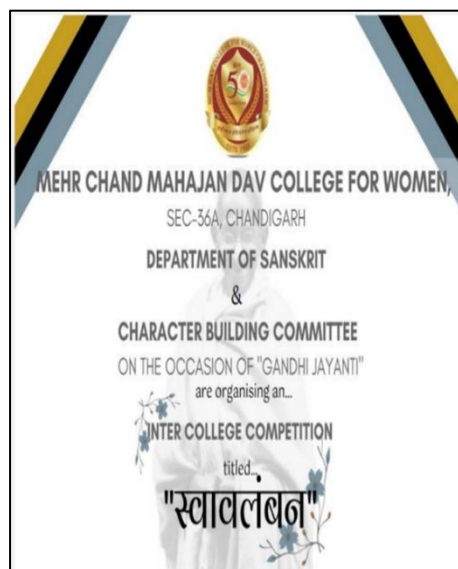 50
MEHR CHAND MAHAJAN DAV COLLEGE FOR WOMEN,
SEC-36A, CHANDIGARH
DEPARTMENT OF SANSKRIT
&
CHARACTER BUILDING COMMITTEE
ON THE OCCASION OF "GANDHI JAYANTI"
are organising an...
INTER COLLEGE COMPETITION
titled...
"स्वावलंबन"